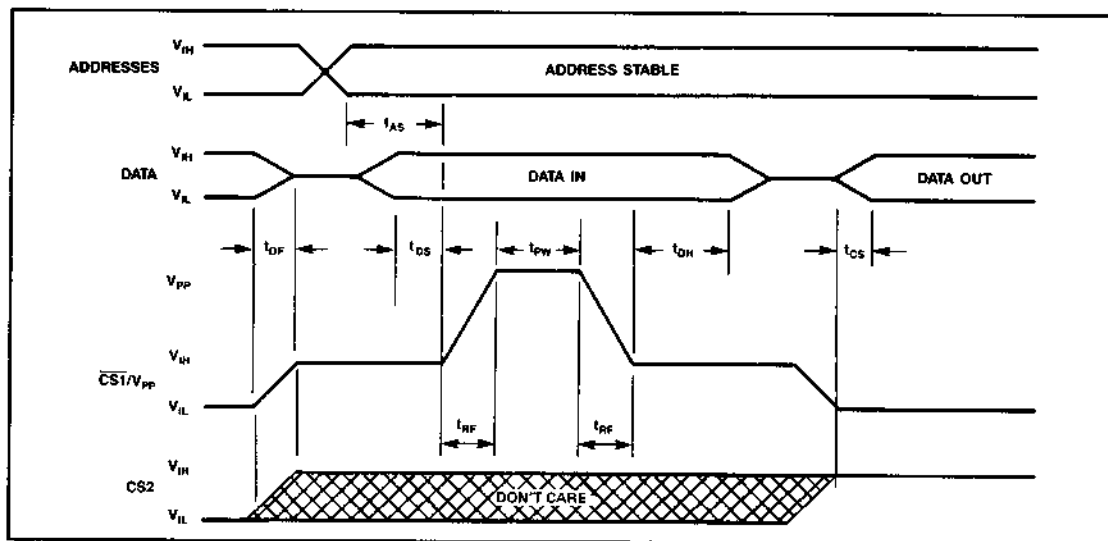 V_IH
ADDRESSES
ADDRESS STABLE
V_IL
t_AS
V_IH
DATA
DATA IN
DATA OUT
V_IL
t_DF
t_DS
t_PW
t_DH
t_CS
V_PP
V_IH
C̅S̅1̅/V_PP
V_IL
t_RF
t_RF
V_IH
CS2
DON'T CARE
V_IL